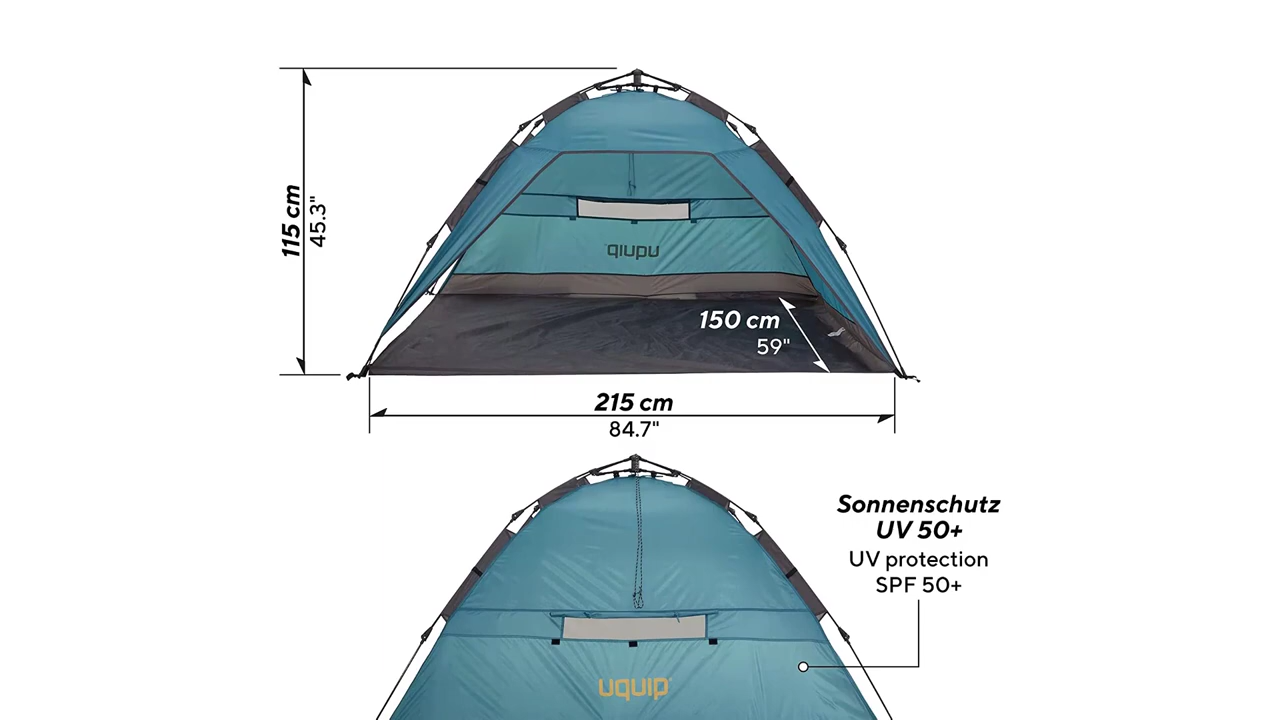 115 cm
45.3"
uquip
150 cm
59"
215 cm
84.7"
Sonnenschutz
UV 50+
UV protection
SPF 50+
uquip